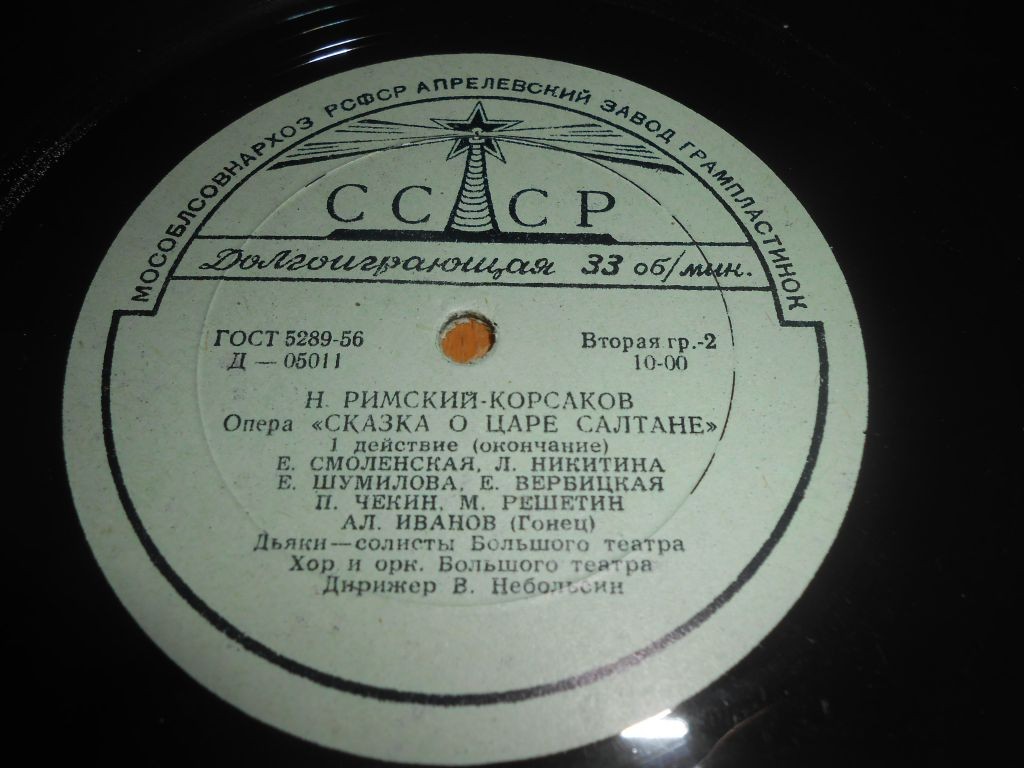 МОСОБЛСОВНАРХОЗ РСФСР АПРЕЛЕВСКИЙ ЗАВОД ГРАМПЛАСТИНОК
33
СССР
Долгоиграющая 33 об/мин.
ГОСТ 5289-56 Вторая гр.-2
Д — 05011 10-00
Н. РИМСКИЙ-КОРСАКОВ
Опера «СКАЗКА О ЦАРЕ САЛТАНЕ»
1 действие (окончание)
Е. СМОЛЕНСКАЯ, Л. НИКИТИНА
Е. ШУМИЛОВА, Е. ВЕРБИЦКАЯ
П. ЧЕКИН, М. РЕШЕТИН
АЛ. ИВАНОВ (Гонец)
Дьяки—солисты Большого театра
Хор и орк. Большого театра
Дирижер В. Небольсин